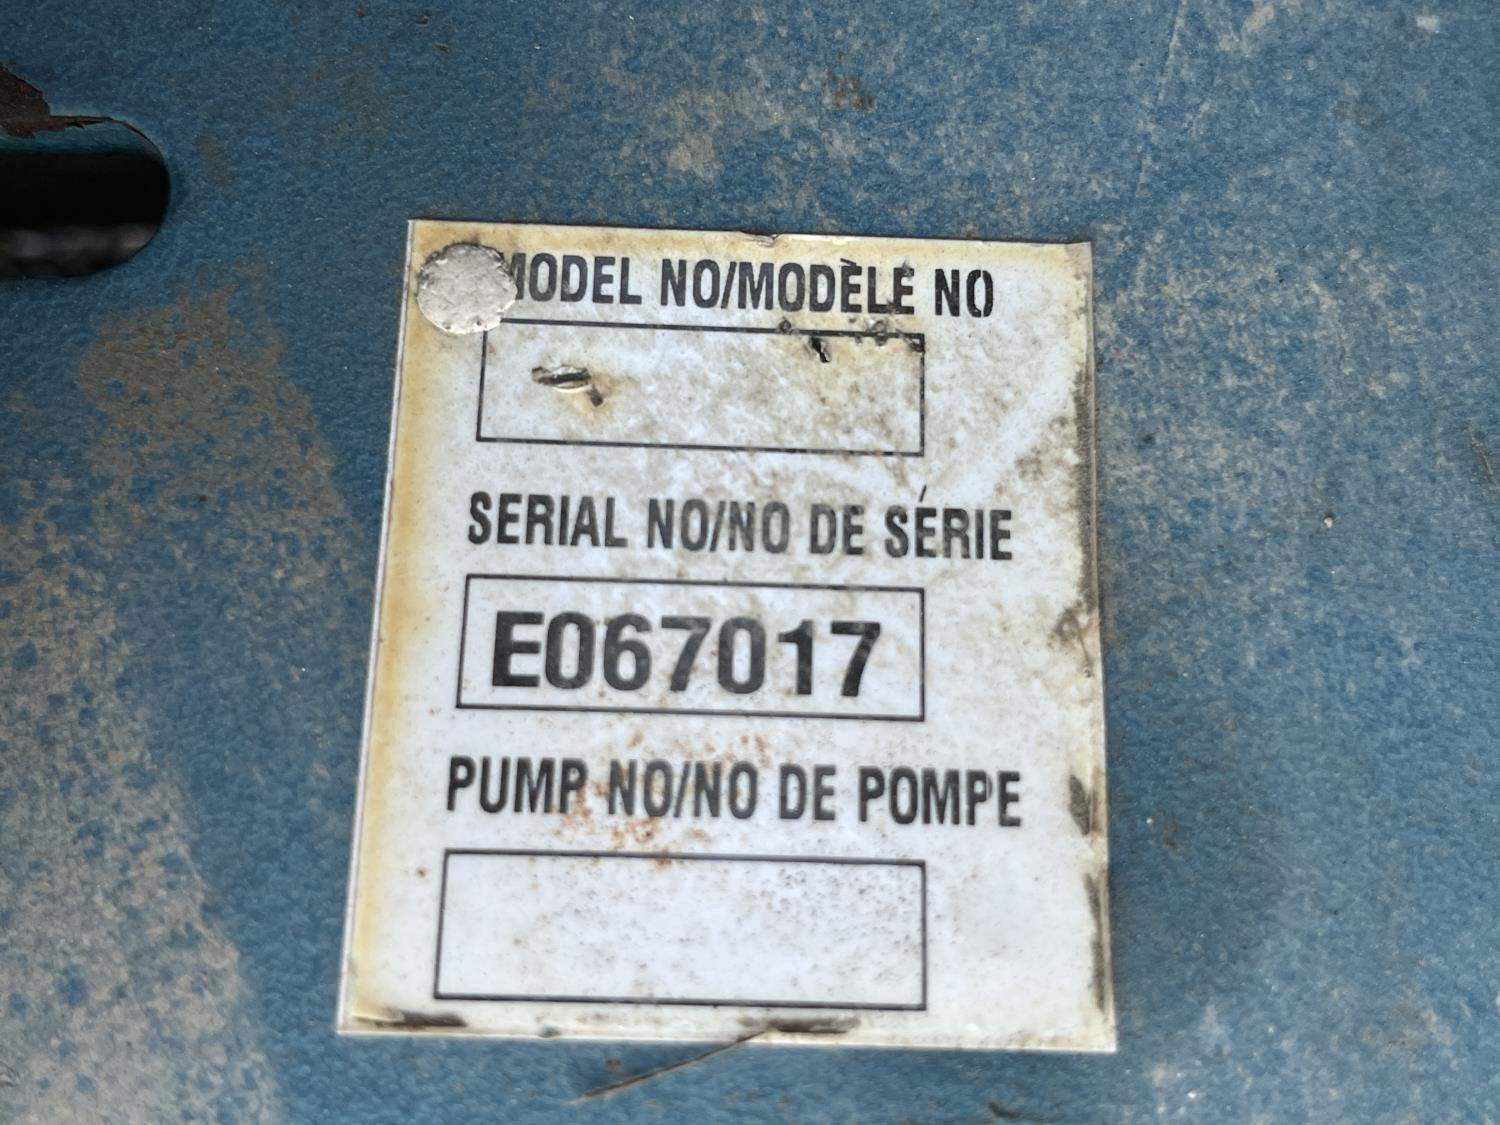 MODEL NO/MODÈLE NO
SERIAL NO/NO DE SÉRIE
E067017
PUMP NO/NO DE POMPE